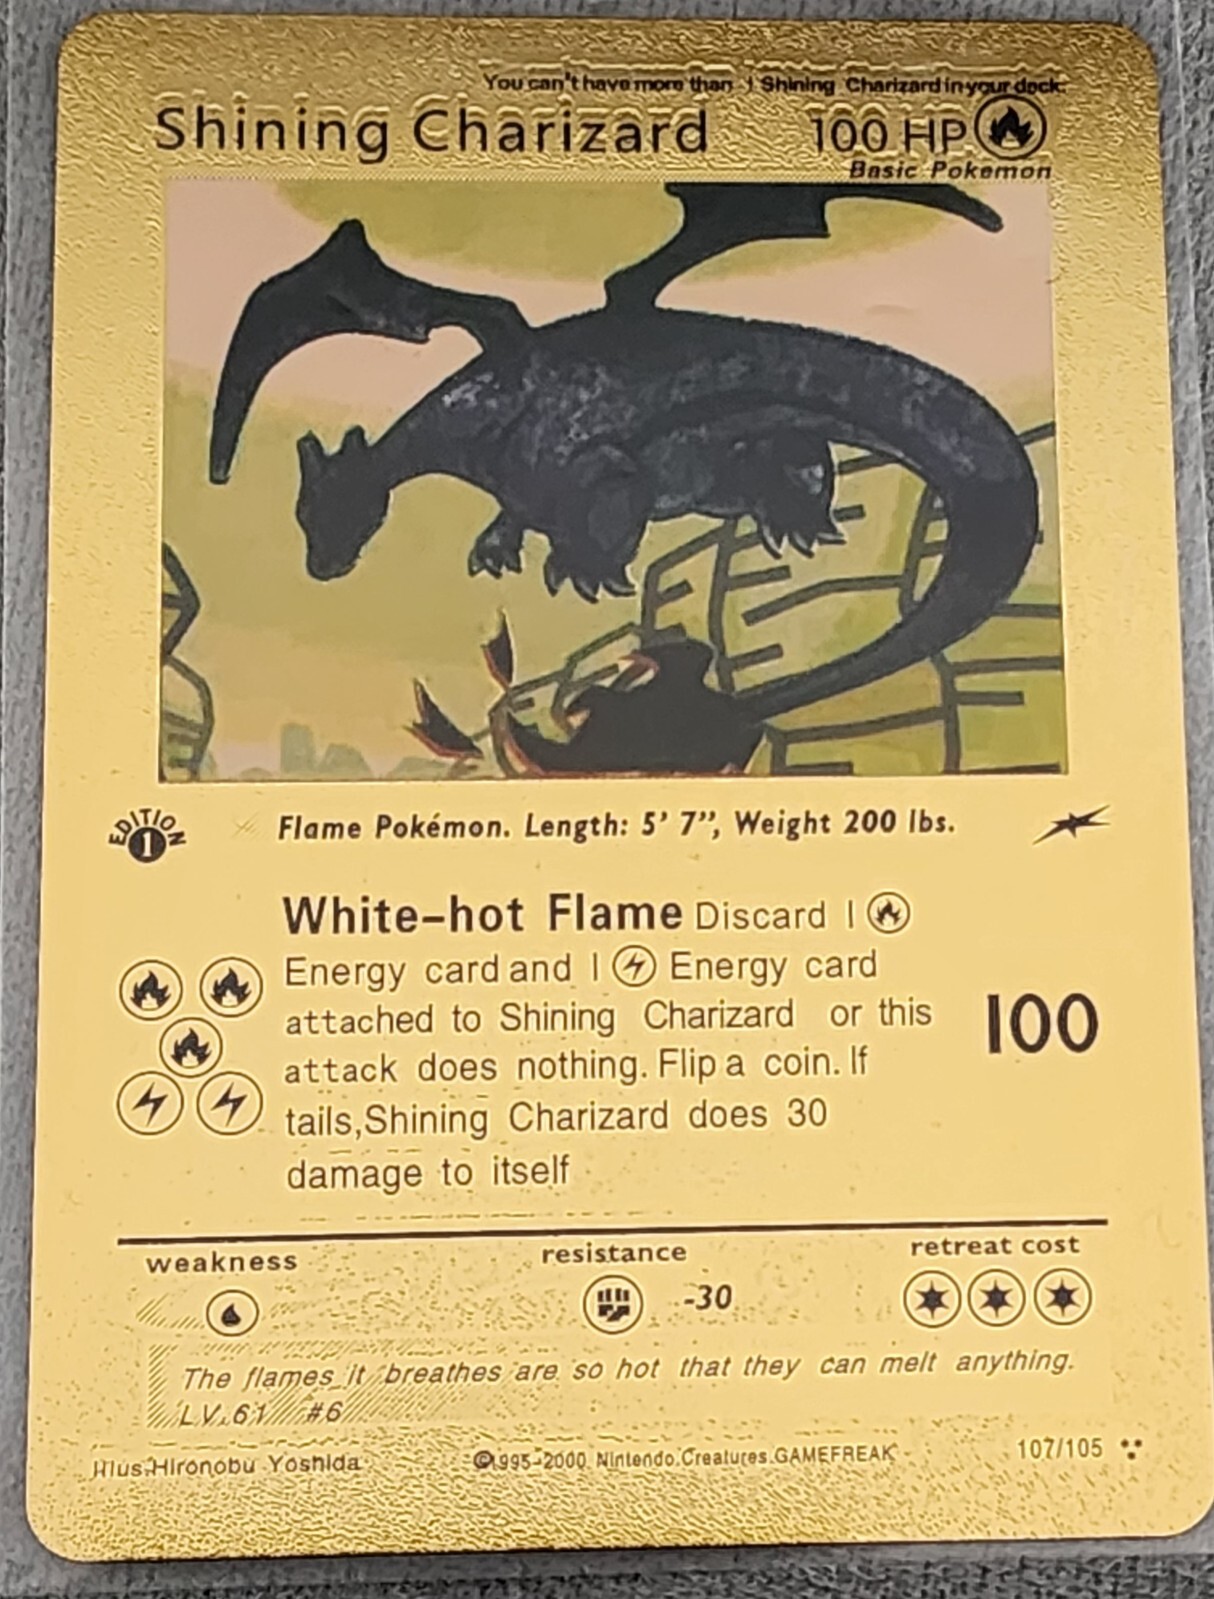 You can't have more than 1 Shining Charizard in your deck.
Shining Charizard 100 HP
Basic Pokemon
EDITION 1
Flame Pokémon. Length: 5' 7", Weight 200 lbs.
White-hot Flame Discard 1
Energy card and 1 Energy card
attached to Shining Charizard or this
attack does nothing. Flip a coin. If
tails,Shining Charizard does 30
damage to itself
100
weakness resistance retreat cost
-30
The flames it breathes are so hot that they can melt anything.
LV.61 #6
Illus.Hironobu Yoshida ©1995-2000 Nintendo.Creatures.GAMEFREAK 107/105